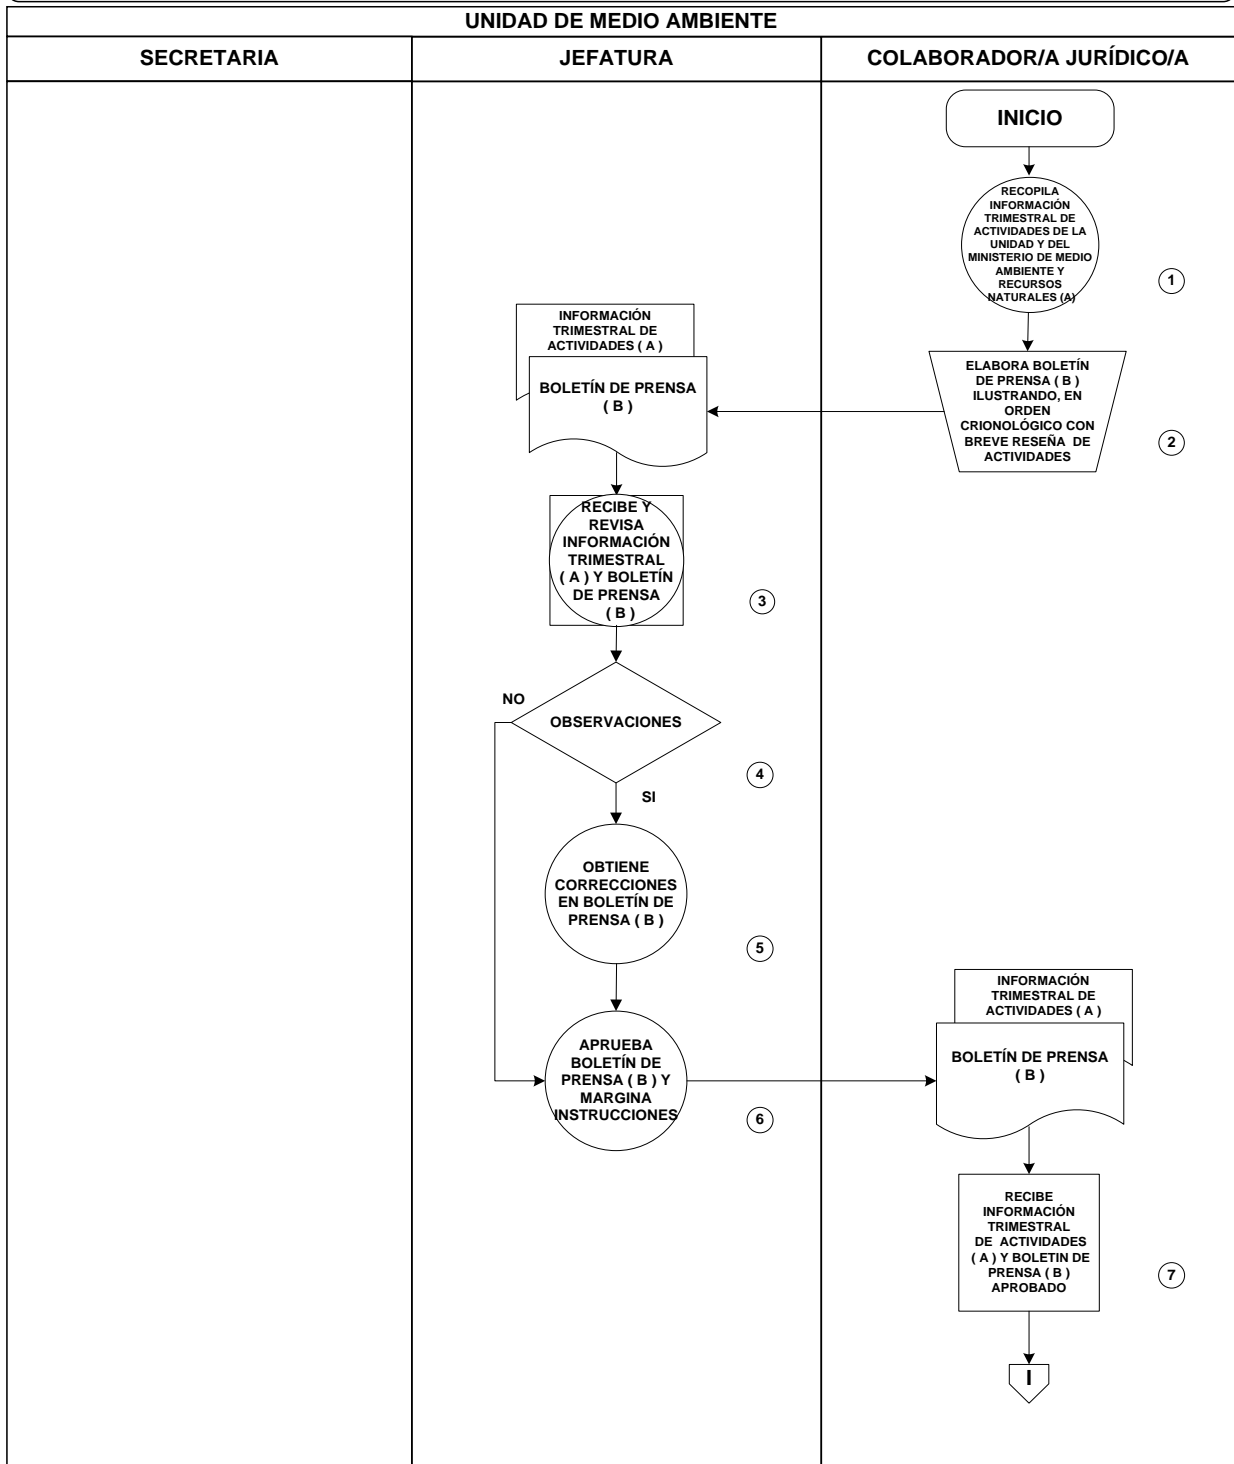 UNIDAD DE MEDIO AMBIENTE
SECRETARIA
JEFATURA
COLABORADOR/A JURÍDICO/A
INICIO
RECOPILA
INFORMACIÓN
TRIMESTRAL DE
ACTIVIDADES DE LA
UNIDAD Y DEL
MINISTERIO DE MEDIO
AMBIENTE Y
RECURSOS
NATURALES (A)
1
ELABORA BOLETÍN
DE PRENSA ( B )
ILUSTRANDO, EN
ORDEN
CRIONOLÓGICO CON
BREVE RESEÑA DE
ACTIVIDADES
2
INFORMACIÓN
TRIMESTRAL DE
ACTIVIDADES ( A )
BOLETÍN DE PRENSA
( B )
RECIBE Y
REVISA
INFORMACIÓN
TRIMESTRAL
( A ) Y BOLETÍN
DE PRENSA
( B )
3
NO
OBSERVACIONES
4
SI
OBTIENE
CORRECCIONES
EN BOLETÍN DE
PRENSA ( B )
5
APRUEBA
BOLETÍN DE
PRENSA ( B ) Y
MARGINA
INSTRUCCIONES
6
INFORMACIÓN
TRIMESTRAL DE
ACTIVIDADES ( A )
BOLETÍN DE PRENSA
( B )
RECIBE
INFORMACIÓN
TRIMESTRAL
DE ACTIVIDADES
( A ) Y BOLETIN DE
PRENSA ( B )
APROBADO
7
I